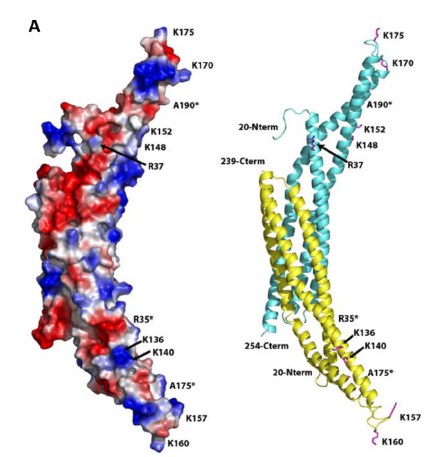 A
K175
K170
A190*
K152
K148
R37
R35*
K136
K140
A175*
K157
K160
K175
K170
A190*
20-Nterm
K152
K148
239-Cterm
R37
R35*
K136
254-Cterm
K140
20-Nterm
A175*
K157
K160